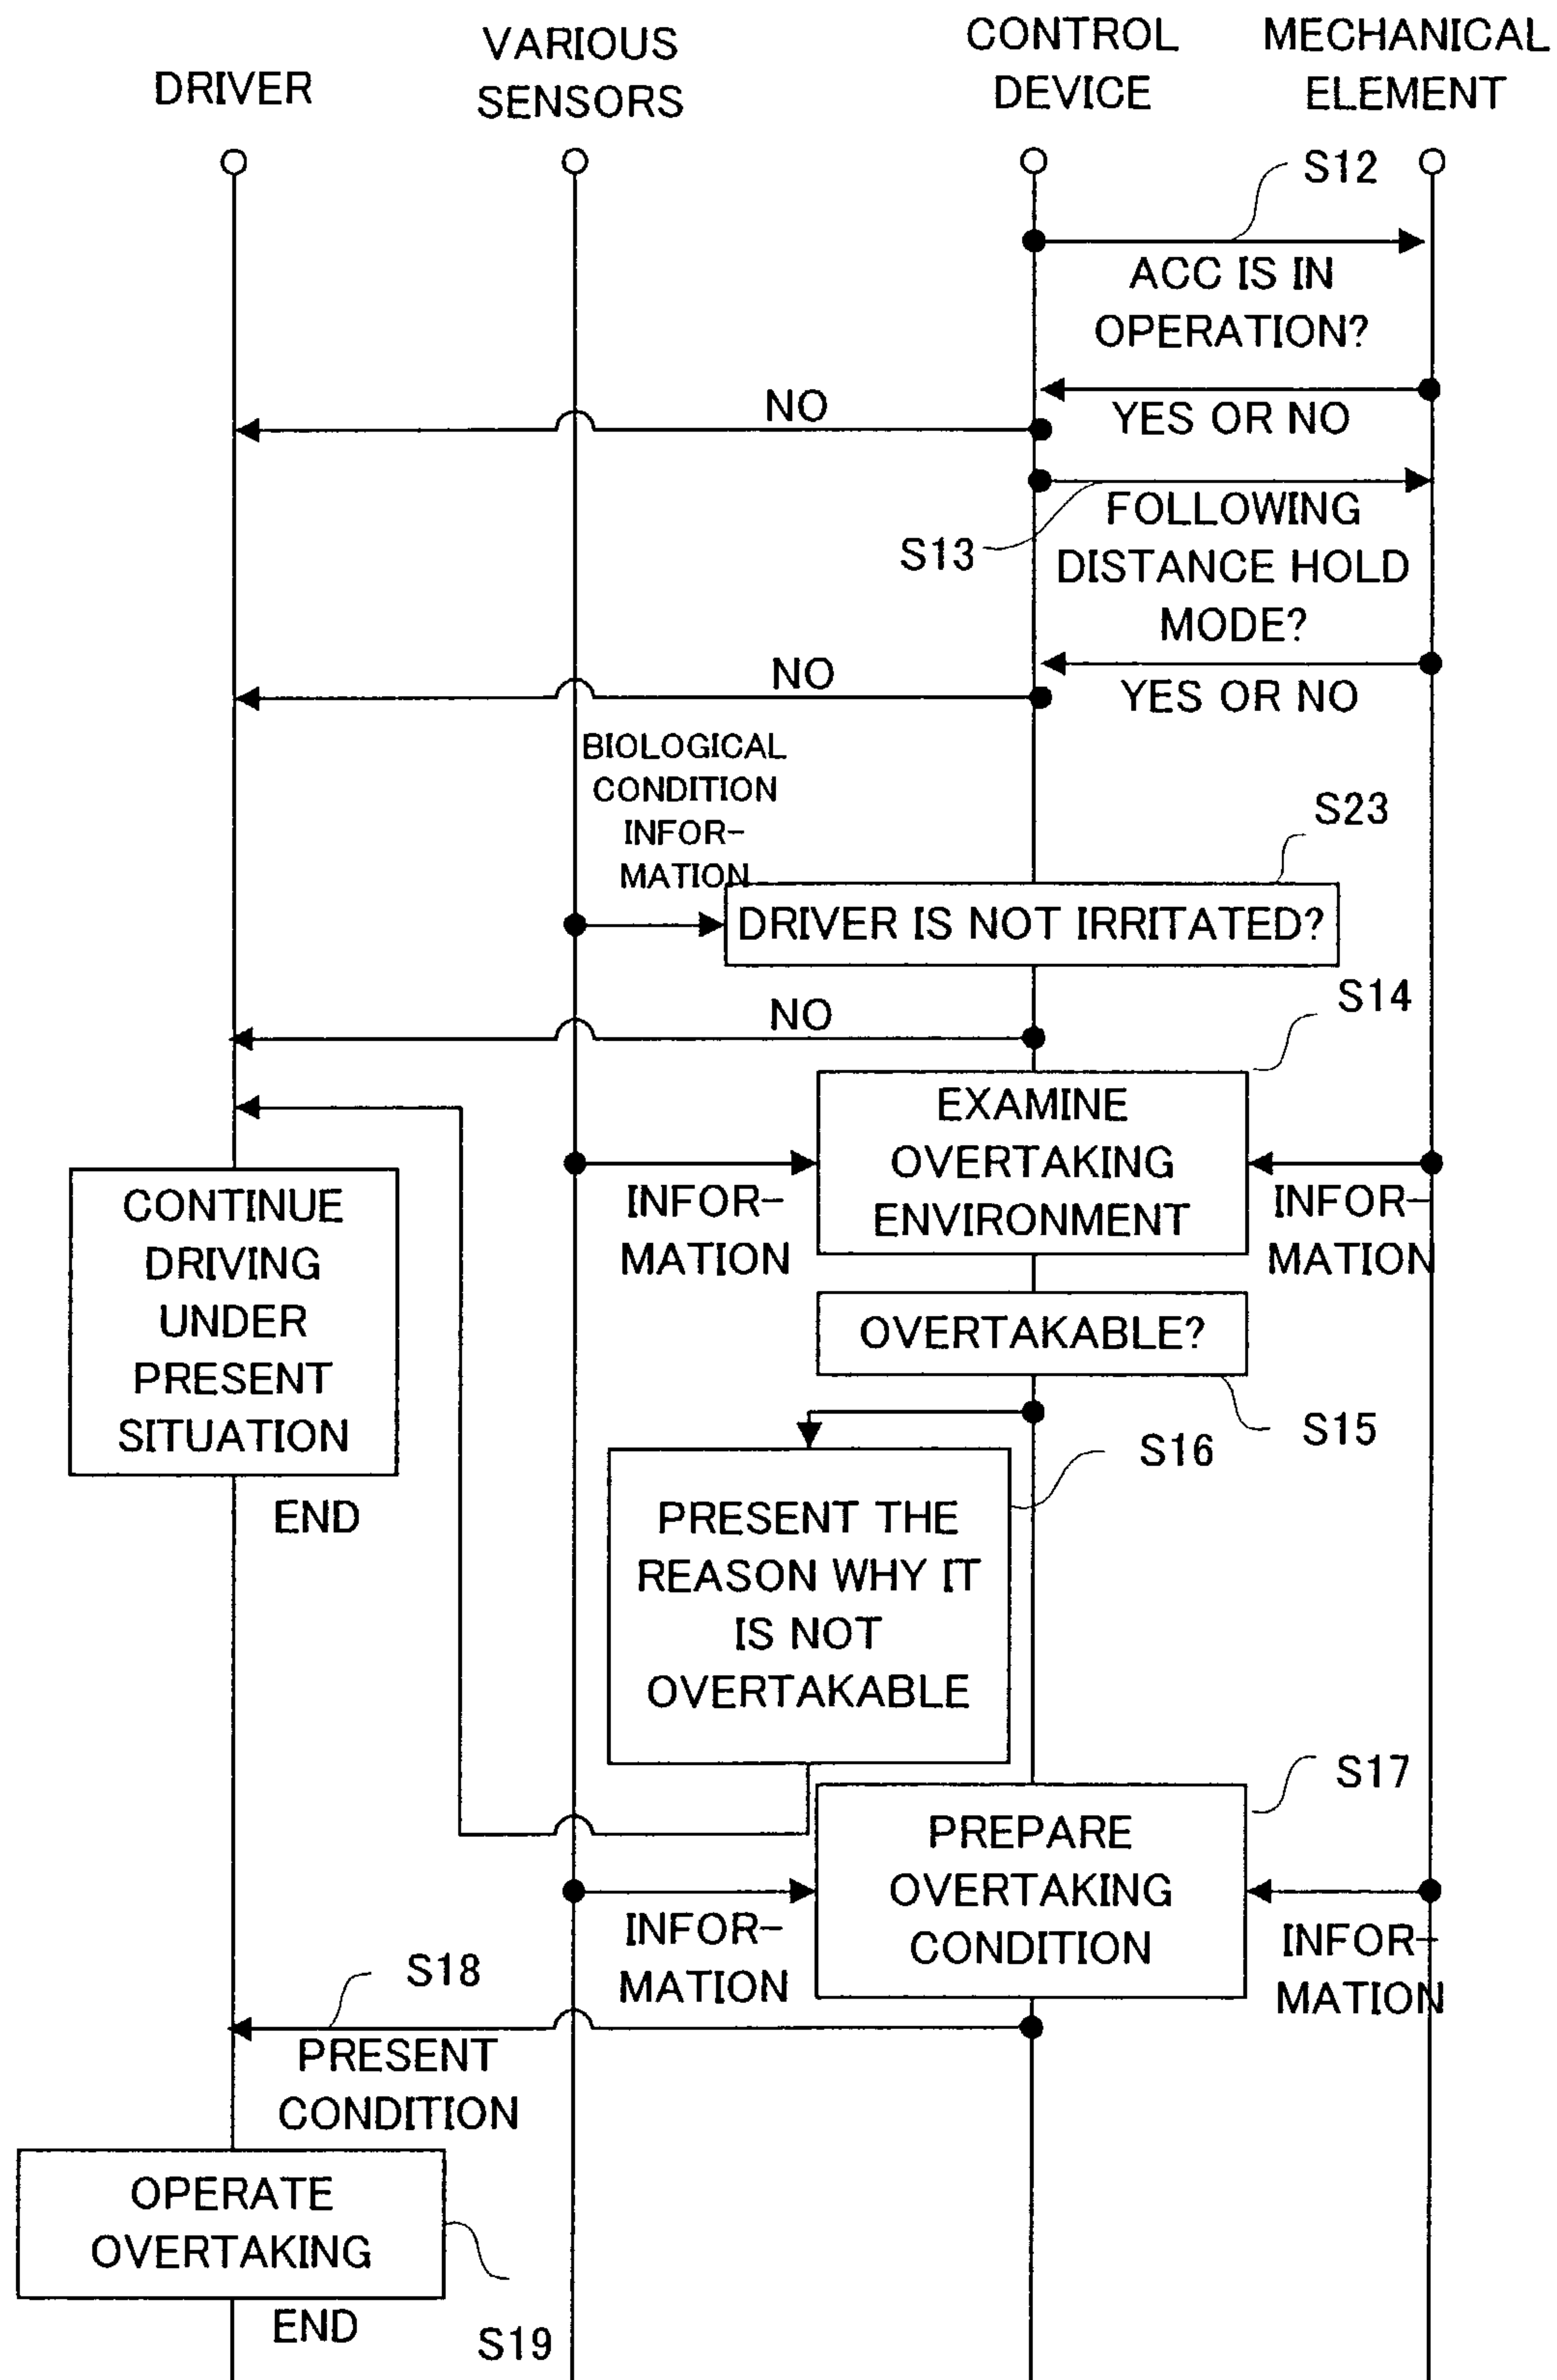 DRIVER
VARIOUS
SENSORS
CONTROL
DEVICE
MECHANICAL
ELEMENT
S12
ACC IS IN
OPERATION?
YES OR NO
NO
S13
FOLLOWING
DISTANCE HOLD
MODE?
YES OR NO
NO
BIOLOGICAL
CONDITION
INFOR-
MATION
S23
DRIVER IS NOT IRRITATED?
NO
S14
EXAMINE
OVERTAKING
ENVIRONMENT
INFOR-
MATION
INFOR-
MATION
CONTINUE
DRIVING
UNDER
PRESENT
SITUATION
END
OVERTAKABLE?
S15
S16
PRESENT THE
REASON WHY IT
IS NOT
OVERTAKABLE
S17
PREPARE
OVERTAKING
CONDITION
INFOR-
MATION
INFOR-
MATION
S18
PRESENT
CONDITION
OPERATE
OVERTAKING
END
S19